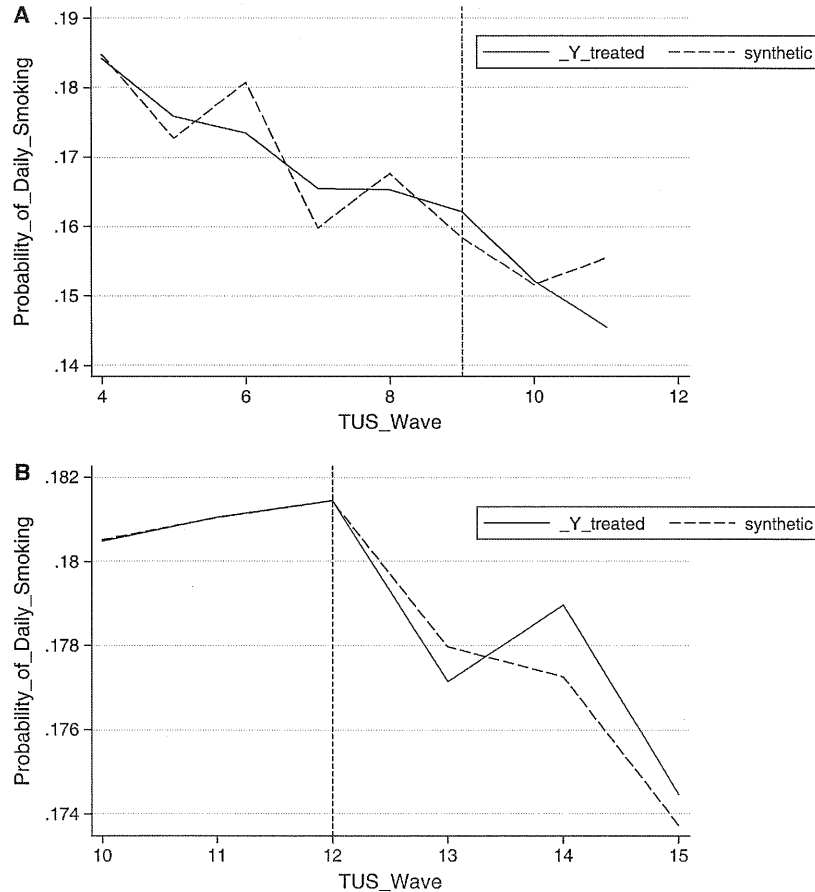 A
.19
.18
.17
.16
.15
.14
Probability_of_Daily_Smoking
_Y_treated synthetic
4 6 8 10 12
TUS_Wave
B
.182
.18
.178
.176
.174
Probability_of_Daily_Smoking
_Y_treated synthetic
10 11 12 13 14 15
TUS_Wave